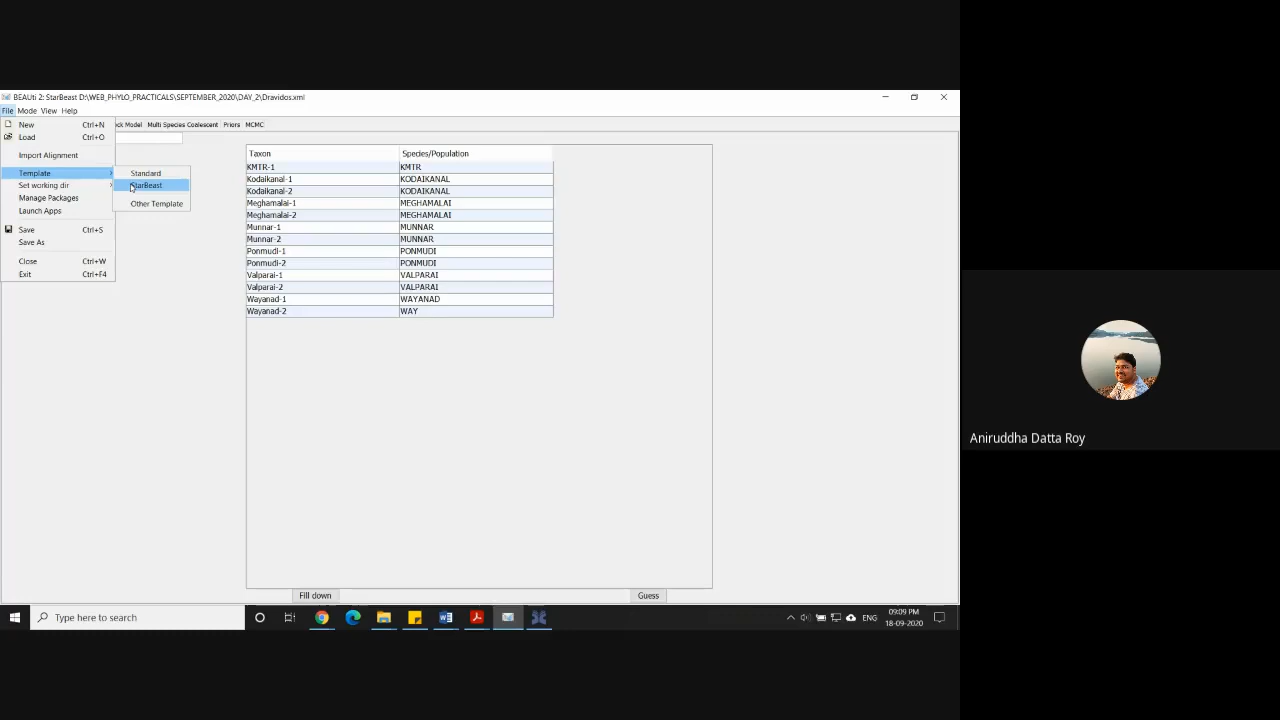 BEAUti 2: StarBeast D:\WEB_PHYLO_PRACTICALS\SEPTEMBER_2020\DAY_2\Dravidos.xml
File Mode View Help
New Ctrl+N
Load Ctrl+O
Import Alignment
Template
Set working dir
Manage Packages
Launch Apps
Save Ctrl+S
Save As
Close Ctrl+W
Exit Ctrl+F4
Standard
StarBeast
Other Template
ck Model Multi Species Coalescent Priors MCMC
Taxon Species/Population
KMTR-1 KMTR
Kodaikanal-1 KODAIKANAL
Kodaikanal-2 KODAIKANAL
Meghamalai-1 MEGHAMALAI
Meghamalai-2 MEGHAMALAI
Munnar-1 MUNNAR
Munnar-2 MUNNAR
Ponmudi-1 PONMUDI
Ponmudi-2 PONMUDI
Valparai-1 VALPARAI
Valparai-2 VALPARAI
Wayanad-1 WAYANAD
Wayanad-2 WAY
Fill down Guess
Type here to search
ENG
09:09 PM
18-09-2020
Aniruddha Datta Roy